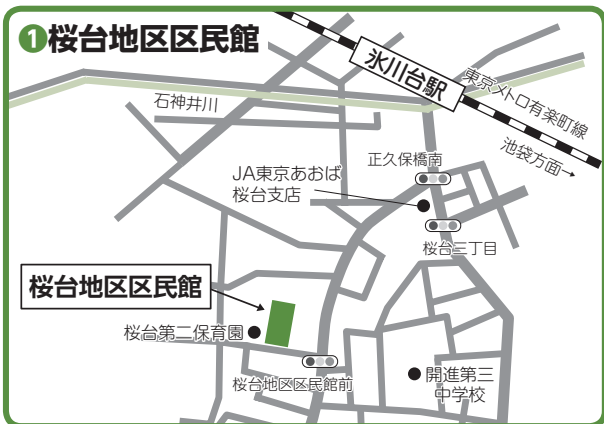 ❶桜台地区区民館
氷川台駅
東京メトロ有楽町線
石神井川
池袋方面→
正久保橋南
JA東京あおば
桜台支店
桜台三丁目
桜台地区区民館
桜台第二保育園
桜台地区区民館前
開進第三
中学校